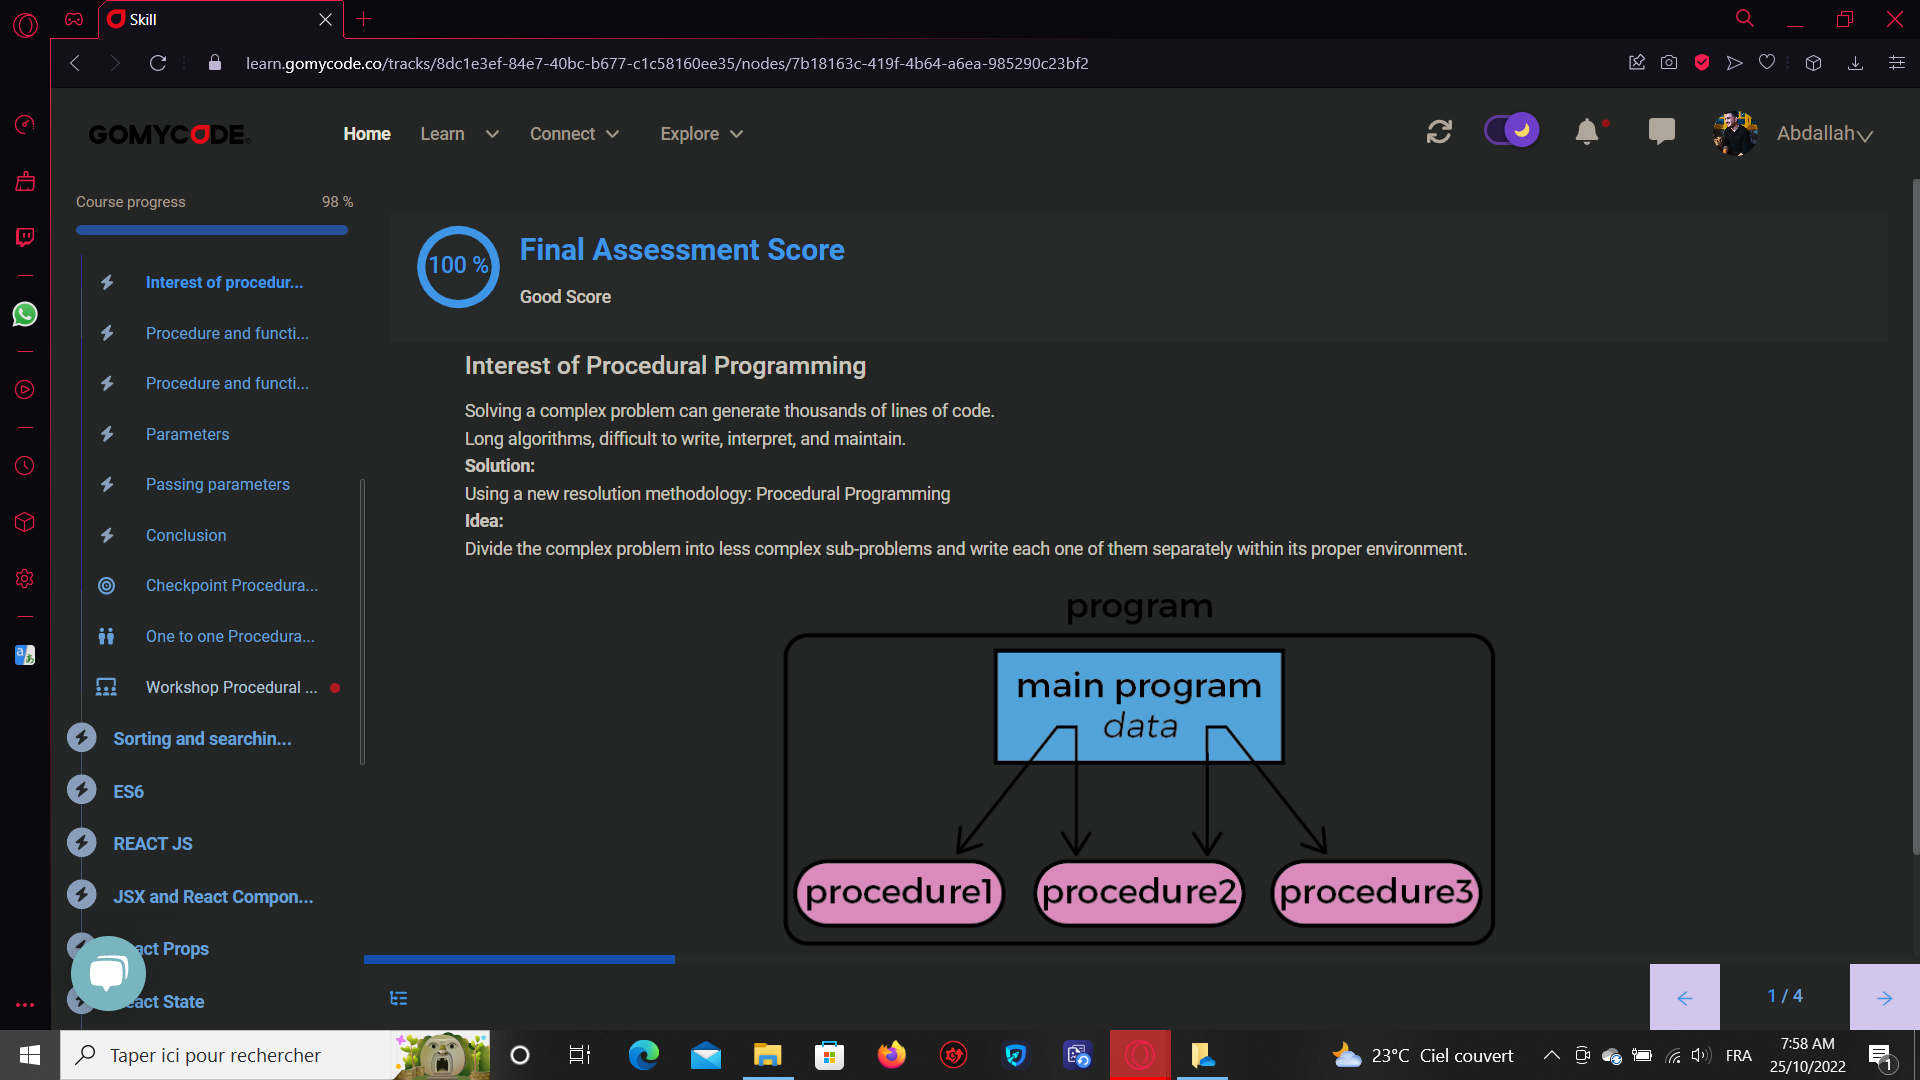 Skill
learn.gomycode.co/tracks/8dc1e3ef-84e7-40bc-b677-c1c58160ee35/nodes/7b18163c-419f-4b64-a6ea-985290c23bf2
GOMYCODE
Home
Learn
Connect
Explore
Abdallah
Course progress
98 %
Interest of procedur...
Procedure and functi...
Procedure and functi...
Parameters
Passing parameters
Conclusion
Checkpoint Procedura...
One to one Procedura...
Workshop Procedural ...
Sorting and searchin...
ES6
REACT JS
JSX and React Compon...
act Props
act State
100 %
Final Assessment Score
Good Score
Interest of Procedural Programming
Solving a complex problem can generate thousands of lines of code.
Long algorithms, difficult to write, interpret, and maintain.
Solution:
Using a new resolution methodology: Procedural Programming
Idea:
Divide the complex problem into less complex sub-problems and write each one of them separately within its proper environment.
program
main program
data
procedure1
procedure2
procedure3
1 / 4
Taper ici pour rechercher
23°C Ciel couvert
FRA
7:58 AM
25/10/2022
1